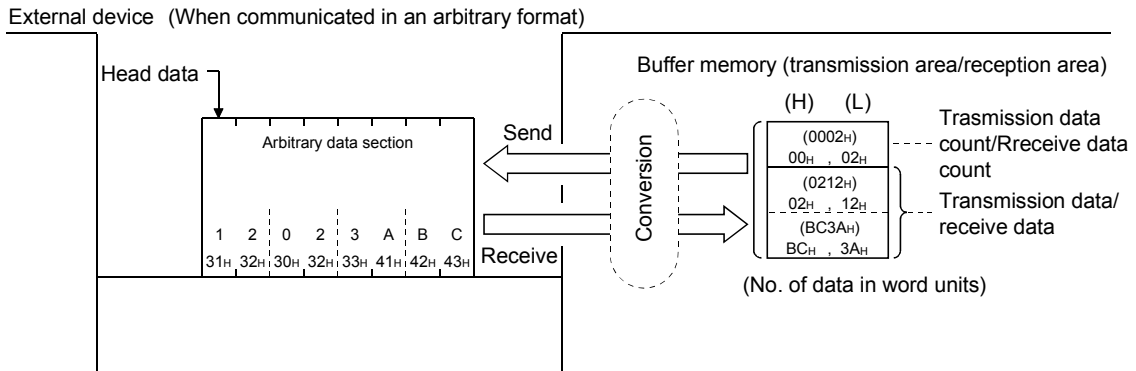 External device (When communicated in an arbitrary format)
Head data
Buffer memory (transmission area/reception area)
Arbitrary data section
Send
Receive
Conversion
(H) (L)
(0002H)
00H , 02H
(0212H)
02H , 12H
(BC3AH)
BCH , 3AH
Trasmission data
count/Rreceive data
count
Transmission data/
receive data
1 2 0 2 3 A B C
31H 32H 30H 32H 33H 41H 42H 43H
(No. of data in word units)